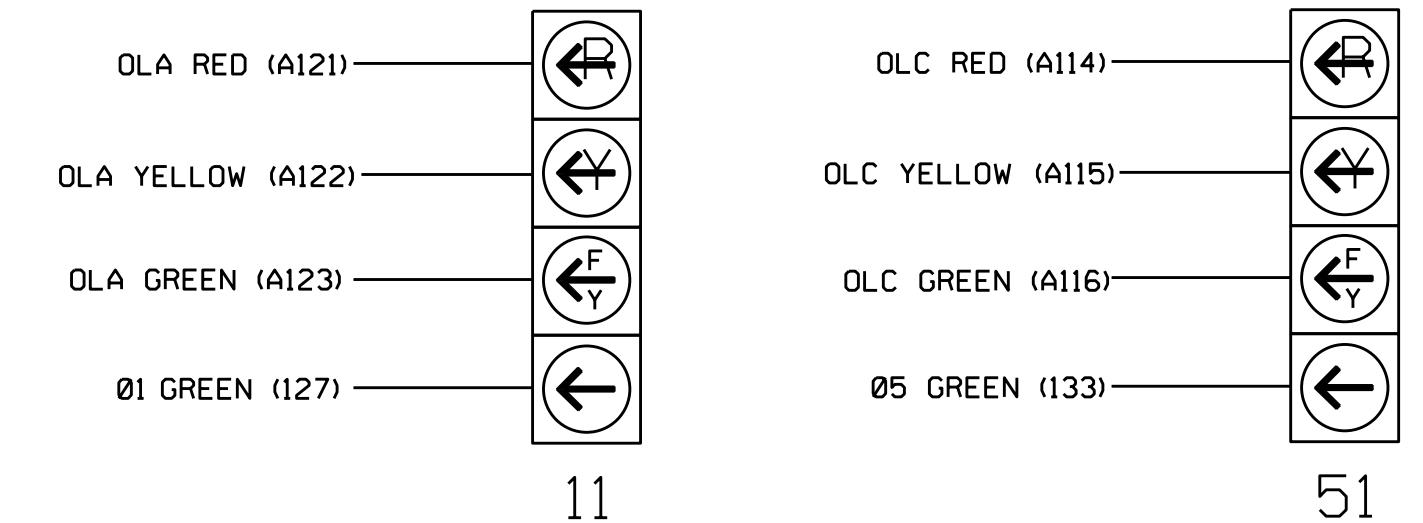 OLA RED (A121)
R
OLA YELLOW (A122)
Y
OLA GREEN (A123)
F
Y
Ø1 GREEN (127)
11
OLC RED (A114)
R
OLC YELLOW (A115)
Y
OLC GREEN (A116)
F
Y
Ø5 GREEN (133)
51